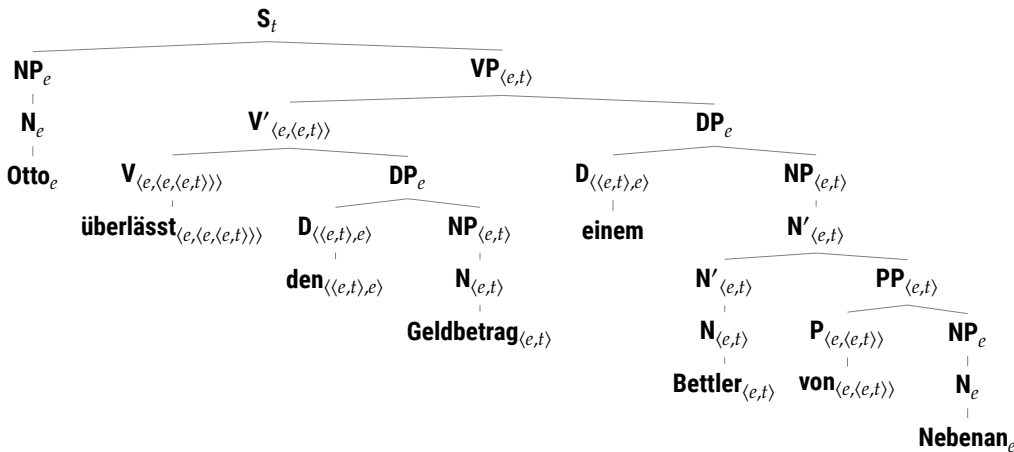 S_t
NP_e VP_⟨e,t⟩
N_e V′_⟨e,⟨e,t⟩⟩ DP_e
Otto_e V_⟨e,⟨e,⟨e,t⟩⟩⟩ DP_e D_⟨⟨e,t⟩,e⟩ NP_⟨e,t⟩
überlässt_⟨e,⟨e,⟨e,t⟩⟩⟩ D_⟨⟨e,t⟩,e⟩ NP_⟨e,t⟩ einem N′_⟨e,t⟩
den_⟨⟨e,t⟩,e⟩ N_⟨e,t⟩ N′_⟨e,t⟩ PP_⟨e,t⟩
Geldbetrag_⟨e,t⟩ N_⟨e,t⟩ P_⟨e,⟨e,t⟩⟩ NP_e
Bettler_⟨e,t⟩ von_⟨e,⟨e,t⟩⟩ N_e
Nebenan_e